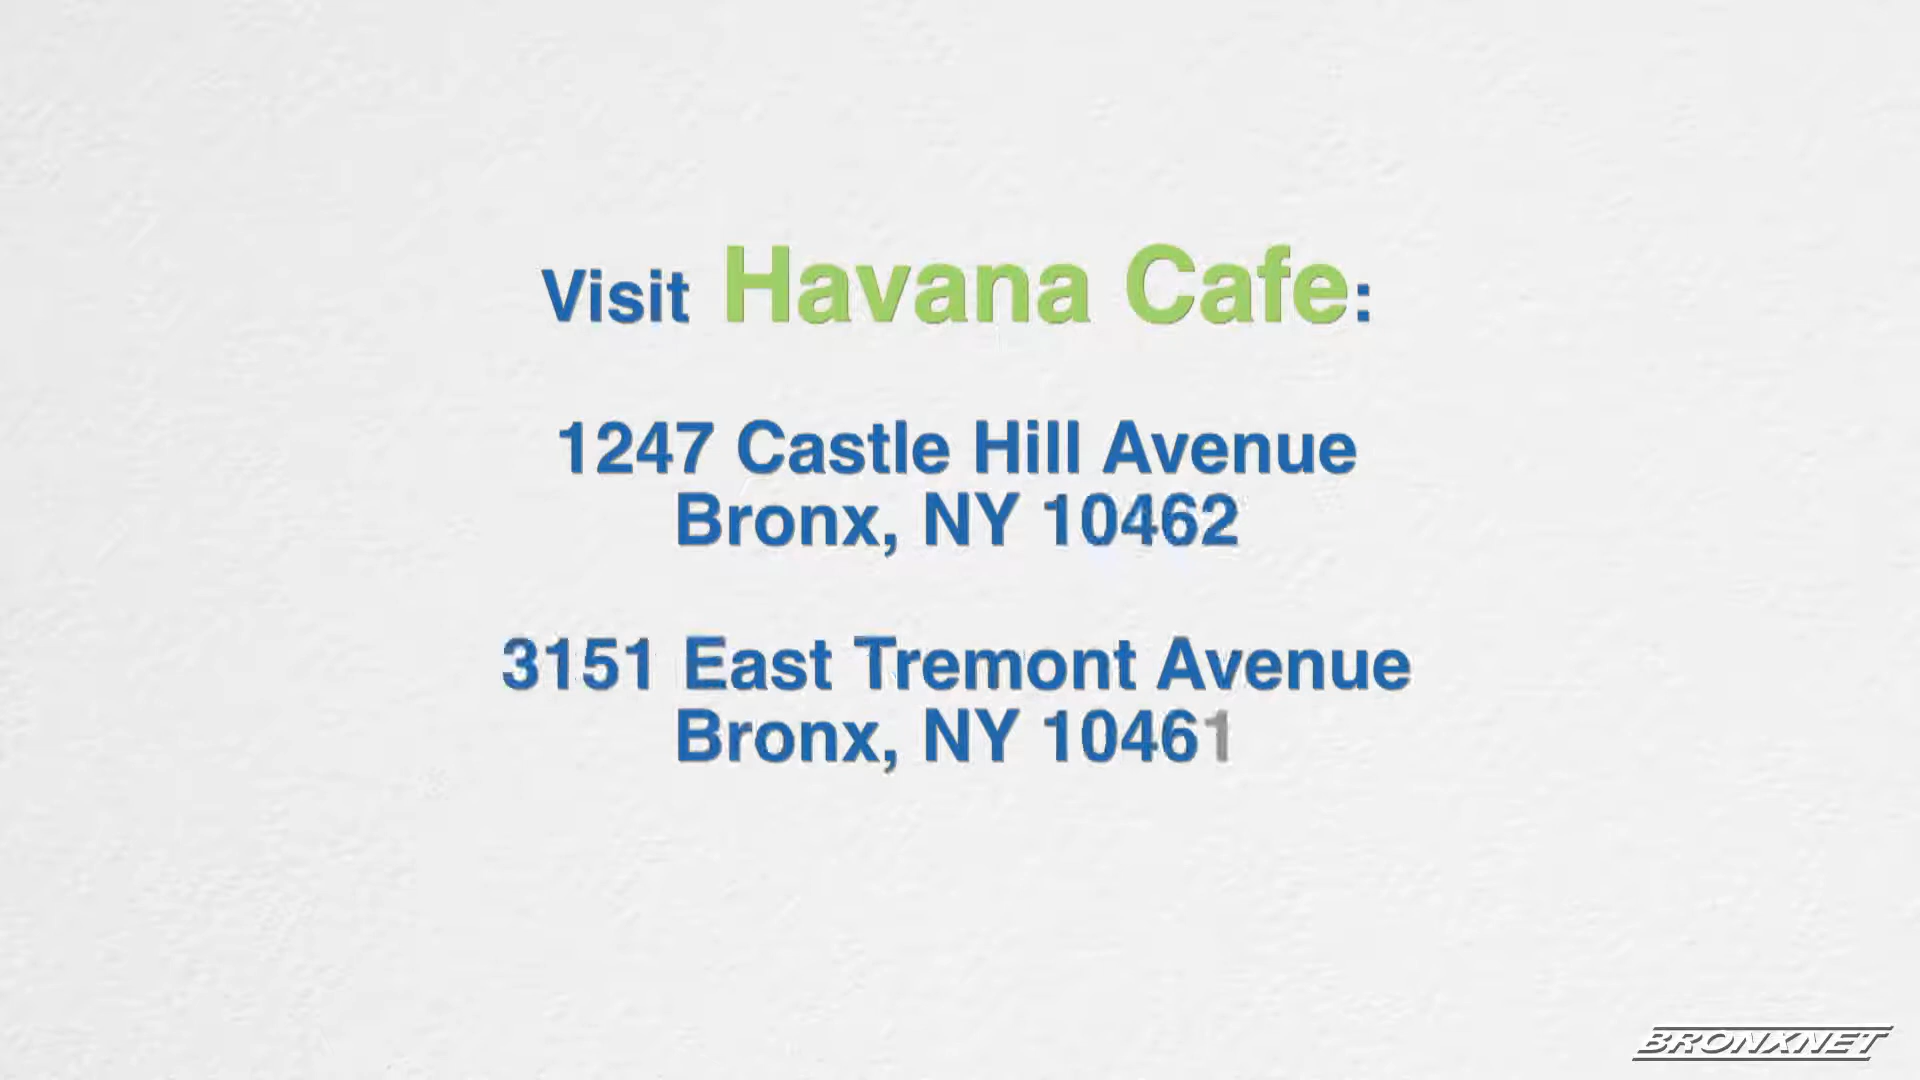 Visit Havana Cafe:
1247 Castle Hill Avenue
Bronx, NY 10462
3151 East Tremont Avenue
Bronx, NY 10461
BRONXNET